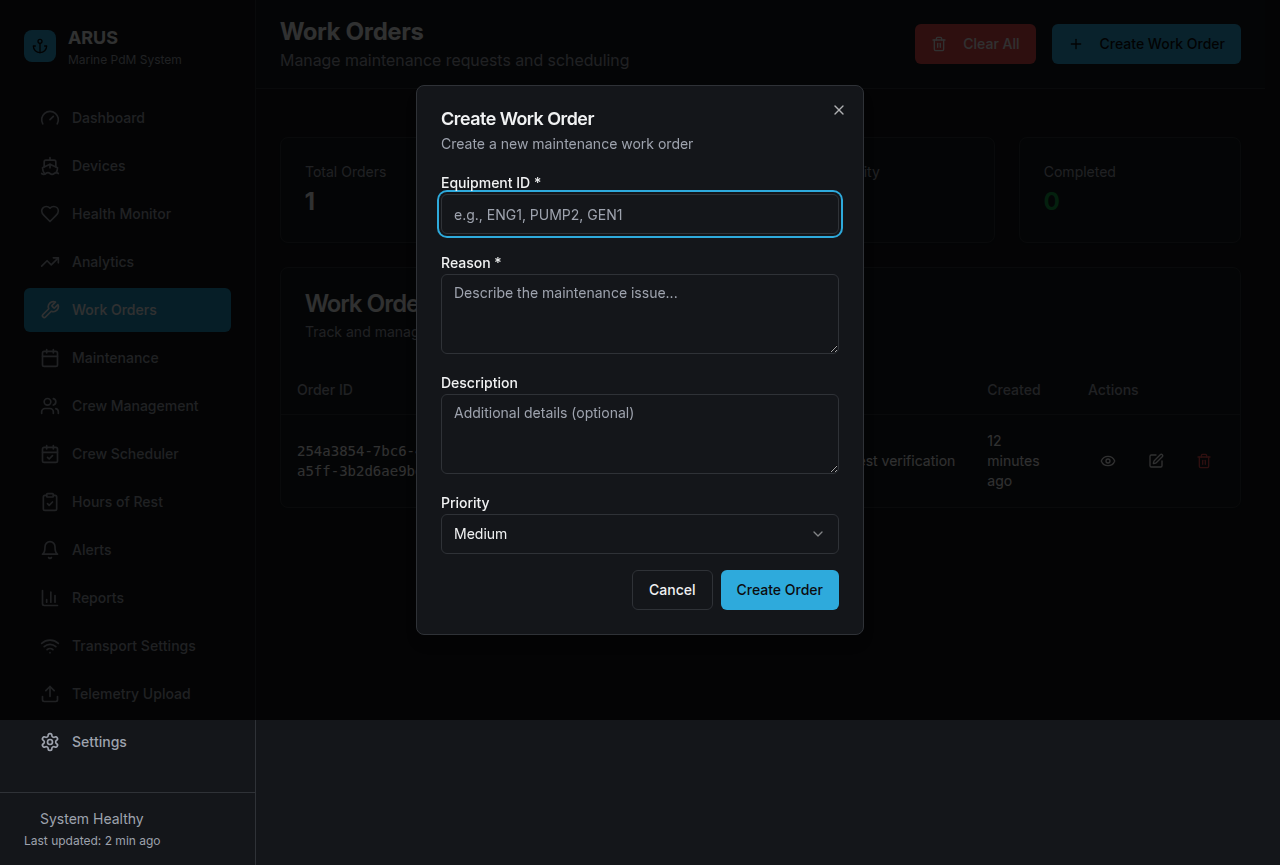 ARUS
Marine PdM System
Dashboard
Devices
Health Monitor
Analytics
Work Orders
Maintenance
Crew Management
Crew Scheduler
Hours of Rest
Alerts
Reports
Transport Settings
Telemetry Upload
Settings
System Healthy
Last updated: 2 min ago
Work Orders
Manage maintenance requests and scheduling
Clear All
Create Work Order
Total Orders
1
Completed
0
Work Orde
Track and manag
Order ID
Created
Actions
254a3854-7bc6-
a5ff-3b2d6ae9b
est verification
12
minutes
ago
Create Work Order
Create a new maintenance work order
Equipment ID *
e.g., ENG1, PUMP2, GEN1
Reason *
Describe the maintenance issue...
Description
Additional details (optional)
Priority
Medium
Cancel
Create Order